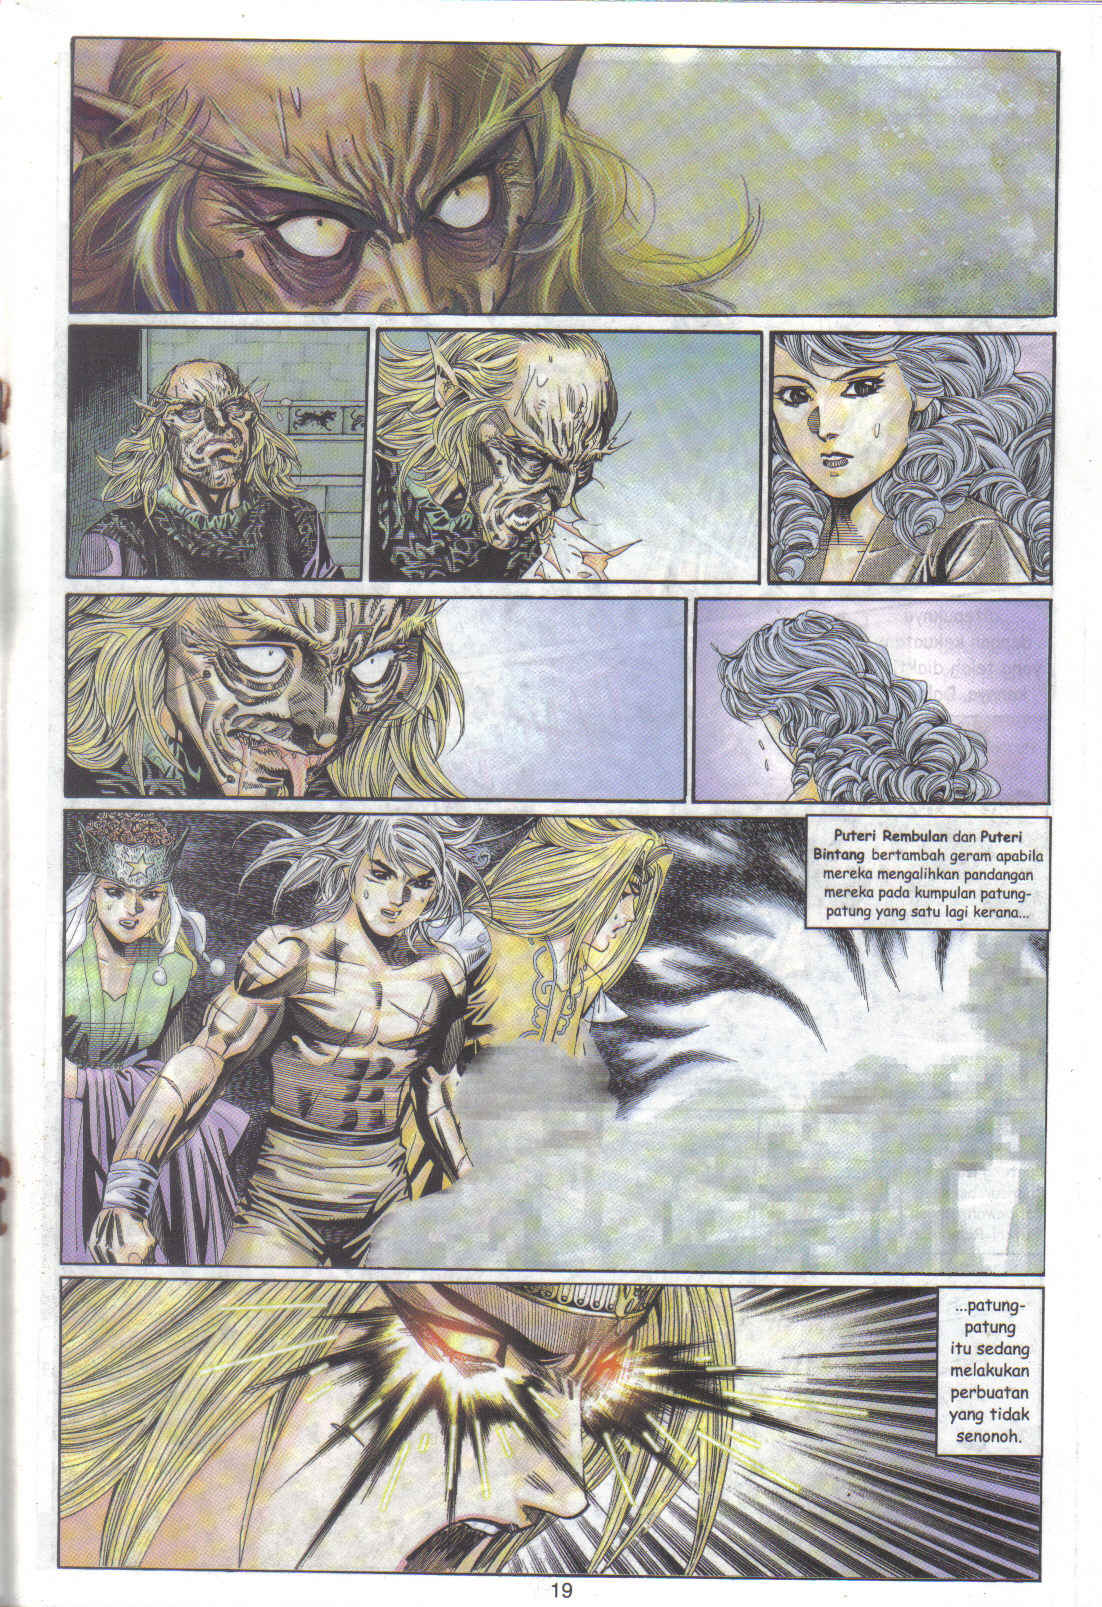 Puteri Rembulan dan Puteri
Bintang bertambah geram apabila
mereka mengalihkan pandangan
mereka pada kumpulan patung-
patung yang satu lagi kerana...
...patung-
patung
itu sedang
melakukan
perbuatan
yang tidak
senonoh.
19